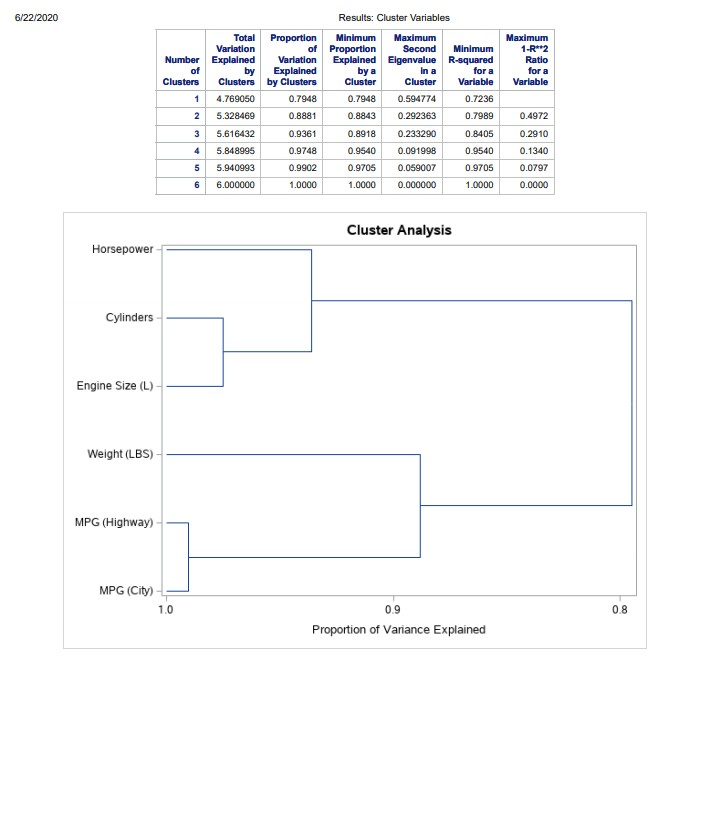 6/22/2020
Results: Cluster Variables
Number of Clusters | Total Variation Explained by Clusters | Proportion of Variation Explained by Clusters | Minimum Proportion Explained by a Cluster | Maximum Second Eigenvalue in a Cluster | Minimum R-squared for a Variable | Maximum 1-R**2 Ratio for a Variable
1 4.769050 0.7948 0.7948 0.594774 0.7236
2 5.328469 0.8881 0.8843 0.292363 0.7989 0.4972
3 5.616432 0.9361 0.8918 0.233290 0.8405 0.2910
4 5.848995 0.9748 0.9540 0.091998 0.9540 0.1340
5 5.940993 0.9902 0.9705 0.059007 0.9705 0.0797
6 6.000000 1.0000 1.0000 0.000000 1.0000 0.0000
Cluster Analysis
Horsepower
Cylinders
Engine Size (L)
Weight (LBS)
MPG (Highway)
MPG (City)
1.0 0.9 0.8
Proportion of Variance Explained